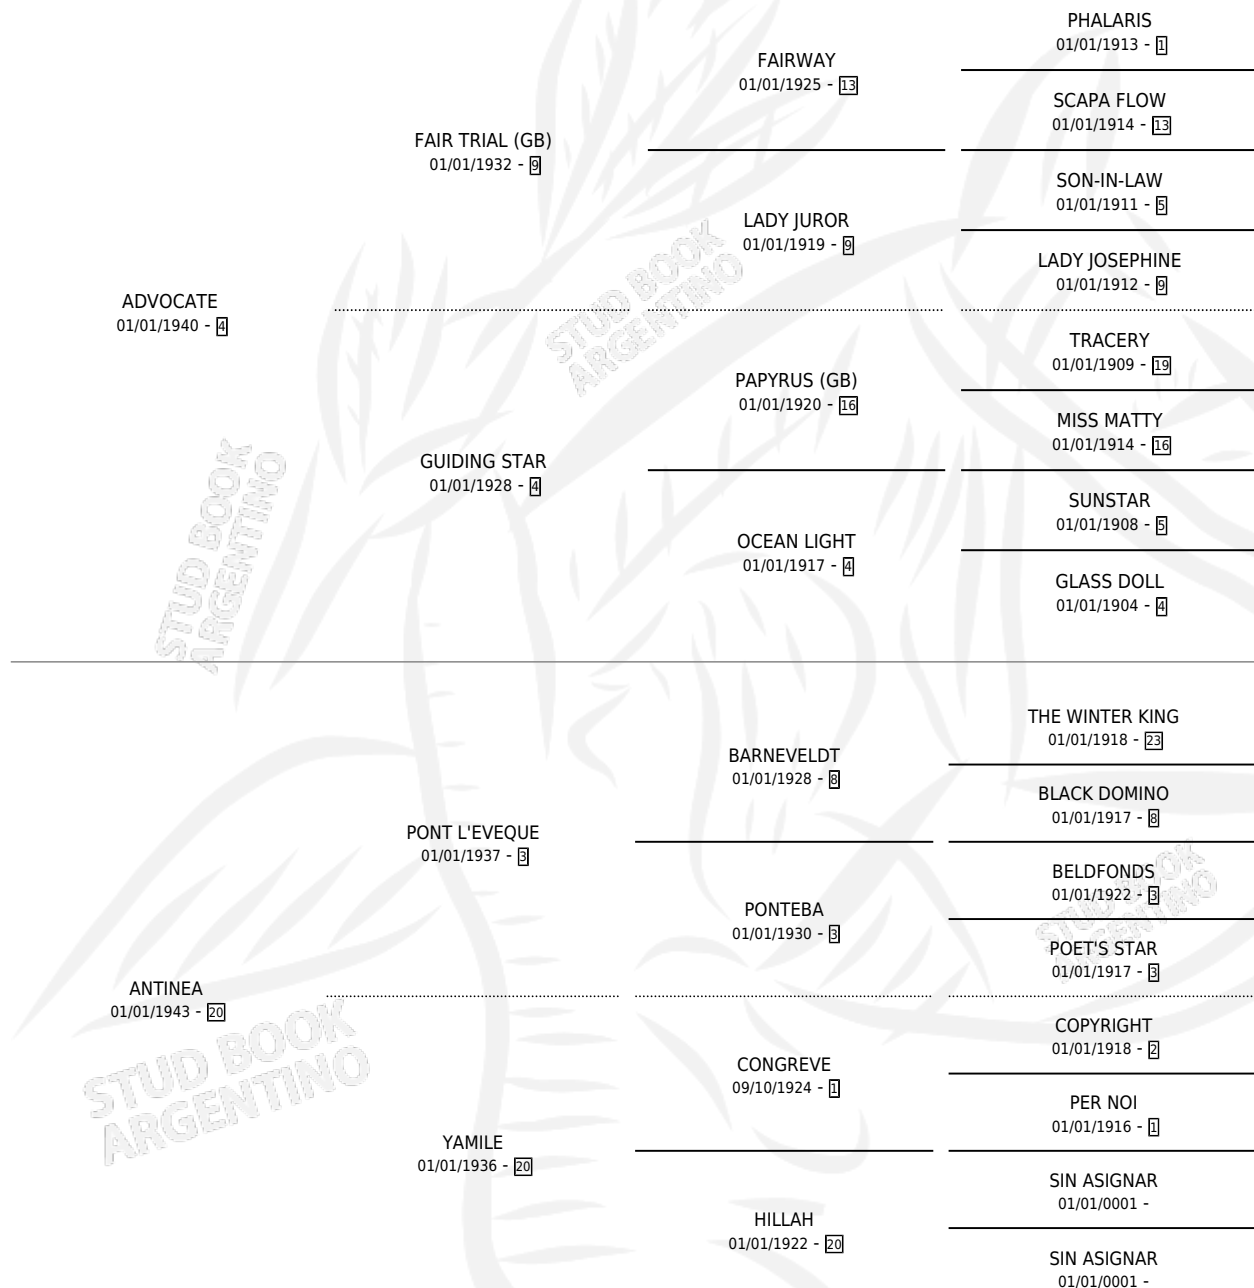 PHALARIS
01/01/1913 - 1
FAIRWAY
01/01/1925 - 13
SCAPA FLOW
01/01/1914 - 13
FAIR TRIAL (GB)
01/01/1932 - 9
SON-IN-LAW
01/01/1911 - 5
LADY JUROR
01/01/1919 - 9
LADY JOSEPHINE
01/01/1912 - 9
ADVOCATE
01/01/1940 - 4
TRACERY
01/01/1909 - 19
PAPYRUS (GB)
01/01/1920 - 16
MISS MATTY
01/01/1914 - 16
GUIDING STAR
01/01/1928 - 4
SUNSTAR
01/01/1908 - 5
OCEAN LIGHT
01/01/1917 - 4
GLASS DOLL
01/01/1904 - 4
THE WINTER KING
01/01/1918 - 23
BARNEVELDT
01/01/1928 - 8
BLACK DOMINO
01/01/1917 - 8
PONT L'EVEQUE
01/01/1937 - 3
BELDFONDS
01/01/1922 - 3
PONTEBA
01/01/1930 - 3
POET'S STAR
01/01/1917 - 3
ANTINEA
01/01/1943 - 20
COPYRIGHT
01/01/1918 - 2
CONGREVE
09/10/1924 - 1
PER NOI
01/01/1916 - 1
YAMILE
01/01/1936 - 20
SIN ASIGNAR
01/01/0001 -
HILLAH
01/01/1922 - 20
SIN ASIGNAR
01/01/0001 -
STUD BOOK
ARGENTINO
STUD BOOK
ARGENTINO
STUD BOOK
ARGENTINO
STUD BOOK
ARGENTINO